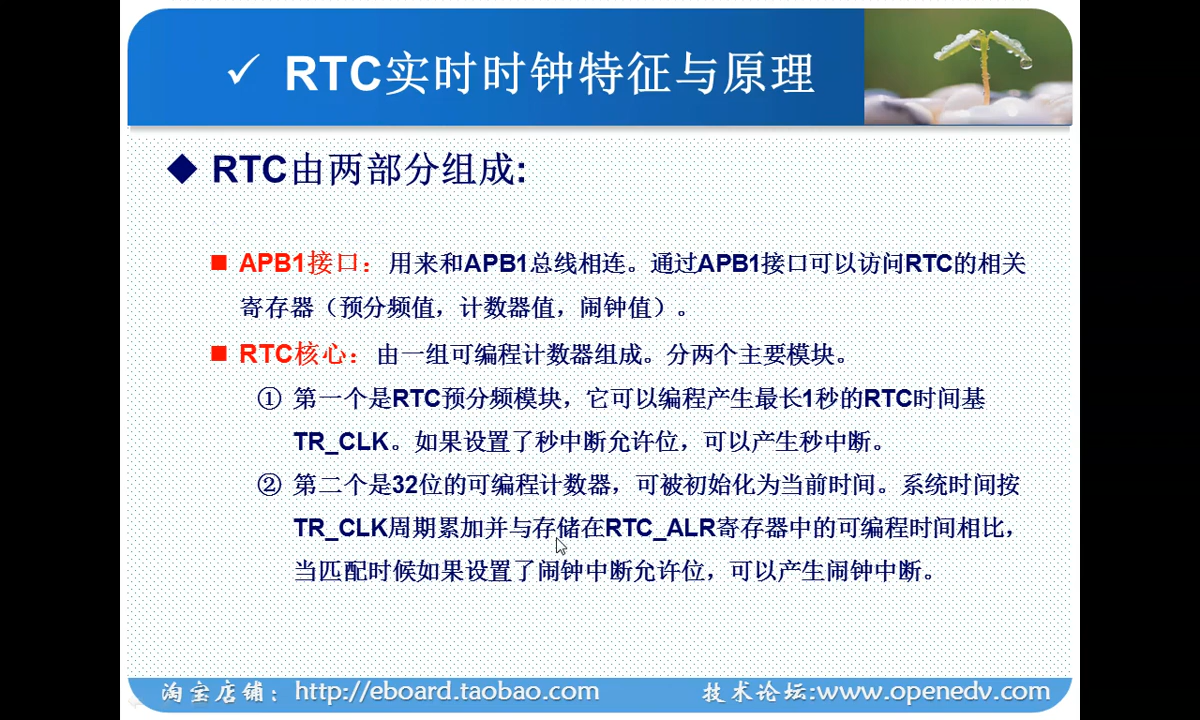 ✓ RTC实时时钟特征与原理
◆ RTC由两部分组成:
■ APB1接口：用来和APB1总线相连。通过APB1接口可以访问RTC的相关
寄存器（预分频值，计数器值，闹钟值）。
■ RTC核心：由一组可编程计数器组成。分两个主要模块。
① 第一个是RTC预分频模块，它可以编程产生最长1秒的RTC时间基
TR_CLK。如果设置了秒中断允许位，可以产生秒中断。
② 第二个是32位的可编程计数器，可被初始化为当前时间。系统时间按
TR_CLK周期累加并与存储在RTC_ALR寄存器中的可编程时间相比，
当匹配时候如果设置了闹钟中断允许位，可以产生闹钟中断。
淘宝店铺：http://eboard.taobao.com 技术论坛:www.openedv.com